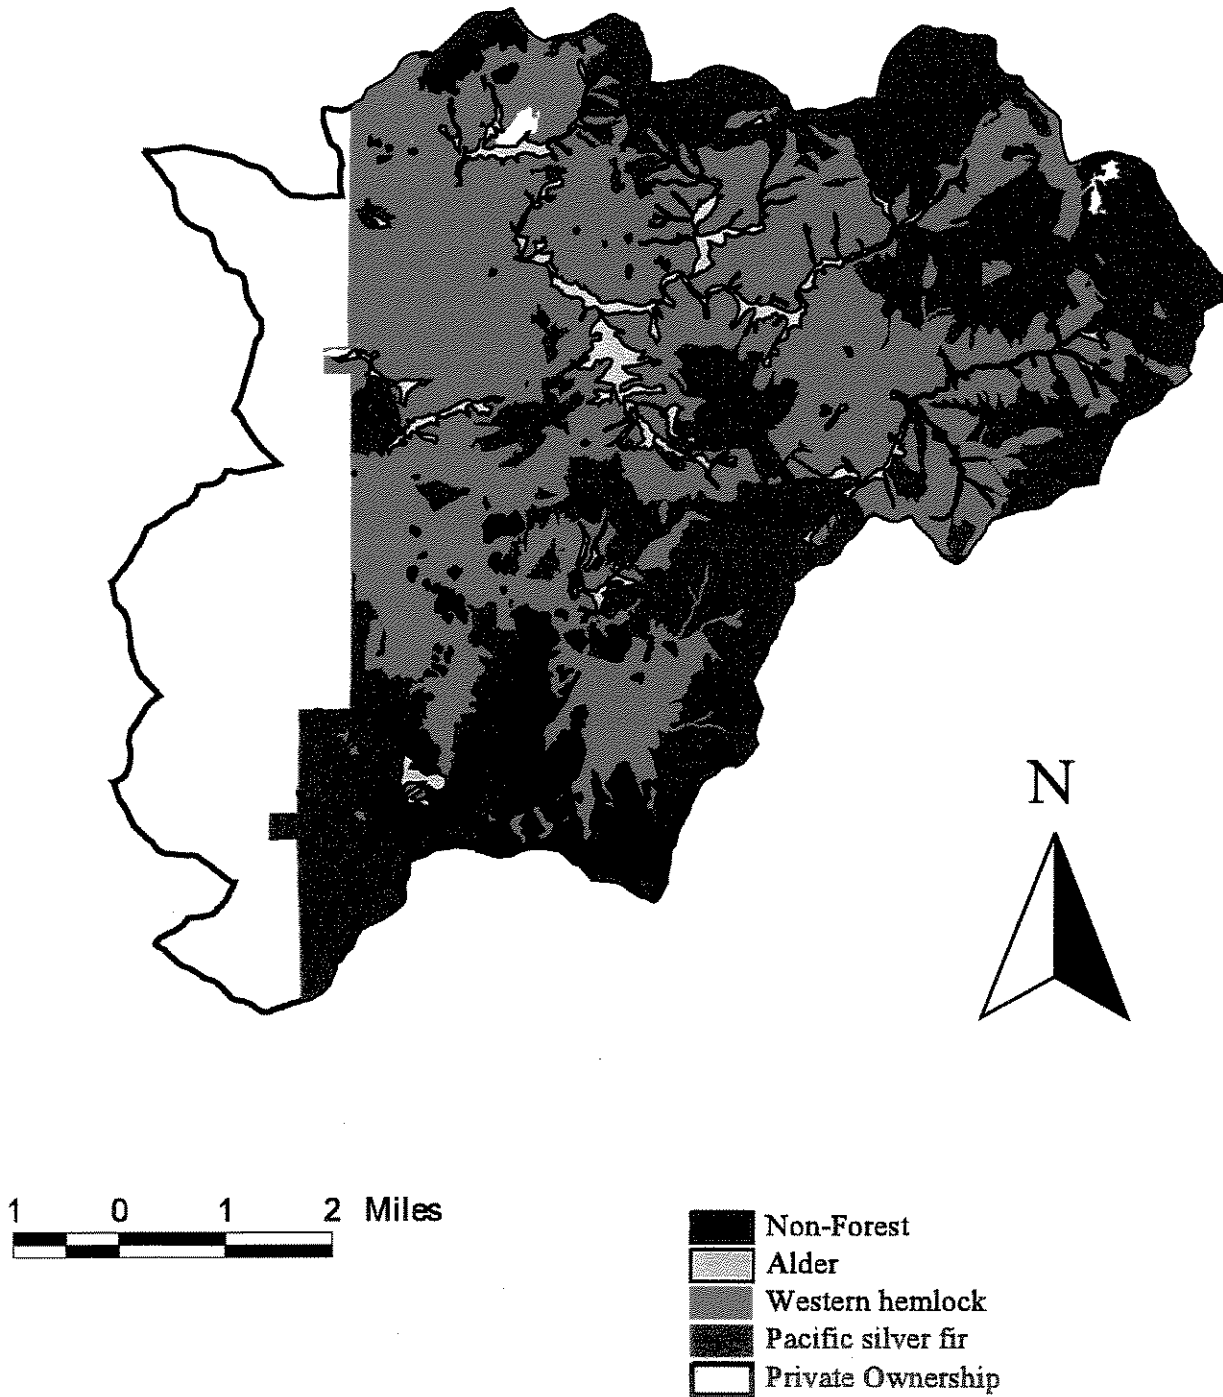 N
1 0 1 2 Miles
Non-Forest
Alder
Western hemlock
Pacific silver fir
Private Ownership